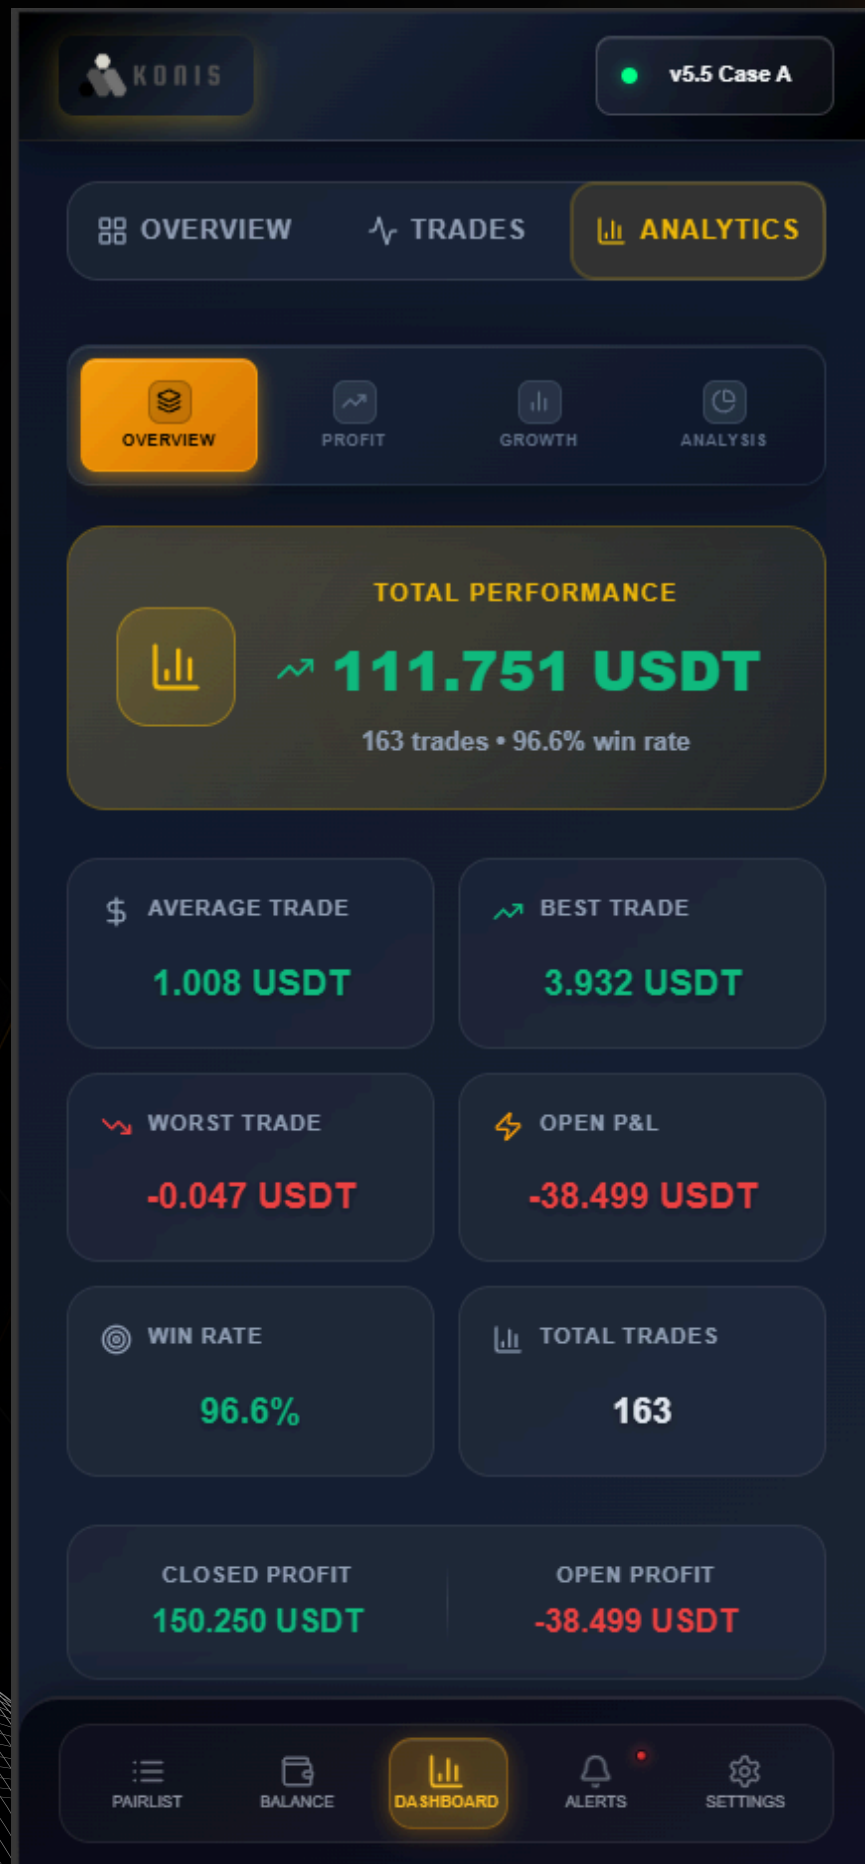 KONIS
v5.5 Case A
OVERVIEW TRADES ANALYTICS
OVERVIEW PROFIT GROWTH ANALYSIS
TOTAL PERFORMANCE
111.751 USDT
163 trades • 96.6% win rate
AVERAGE TRADE
1.008 USDT
BEST TRADE
3.932 USDT
WORST TRADE
-0.047 USDT
OPEN P&L
-38.499 USDT
WIN RATE
96.6%
TOTAL TRADES
163
CLOSED PROFIT
150.250 USDT
OPEN PROFIT
-38.499 USDT
PAIRLIST BALANCE DASHBOARD ALERTS SETTINGS